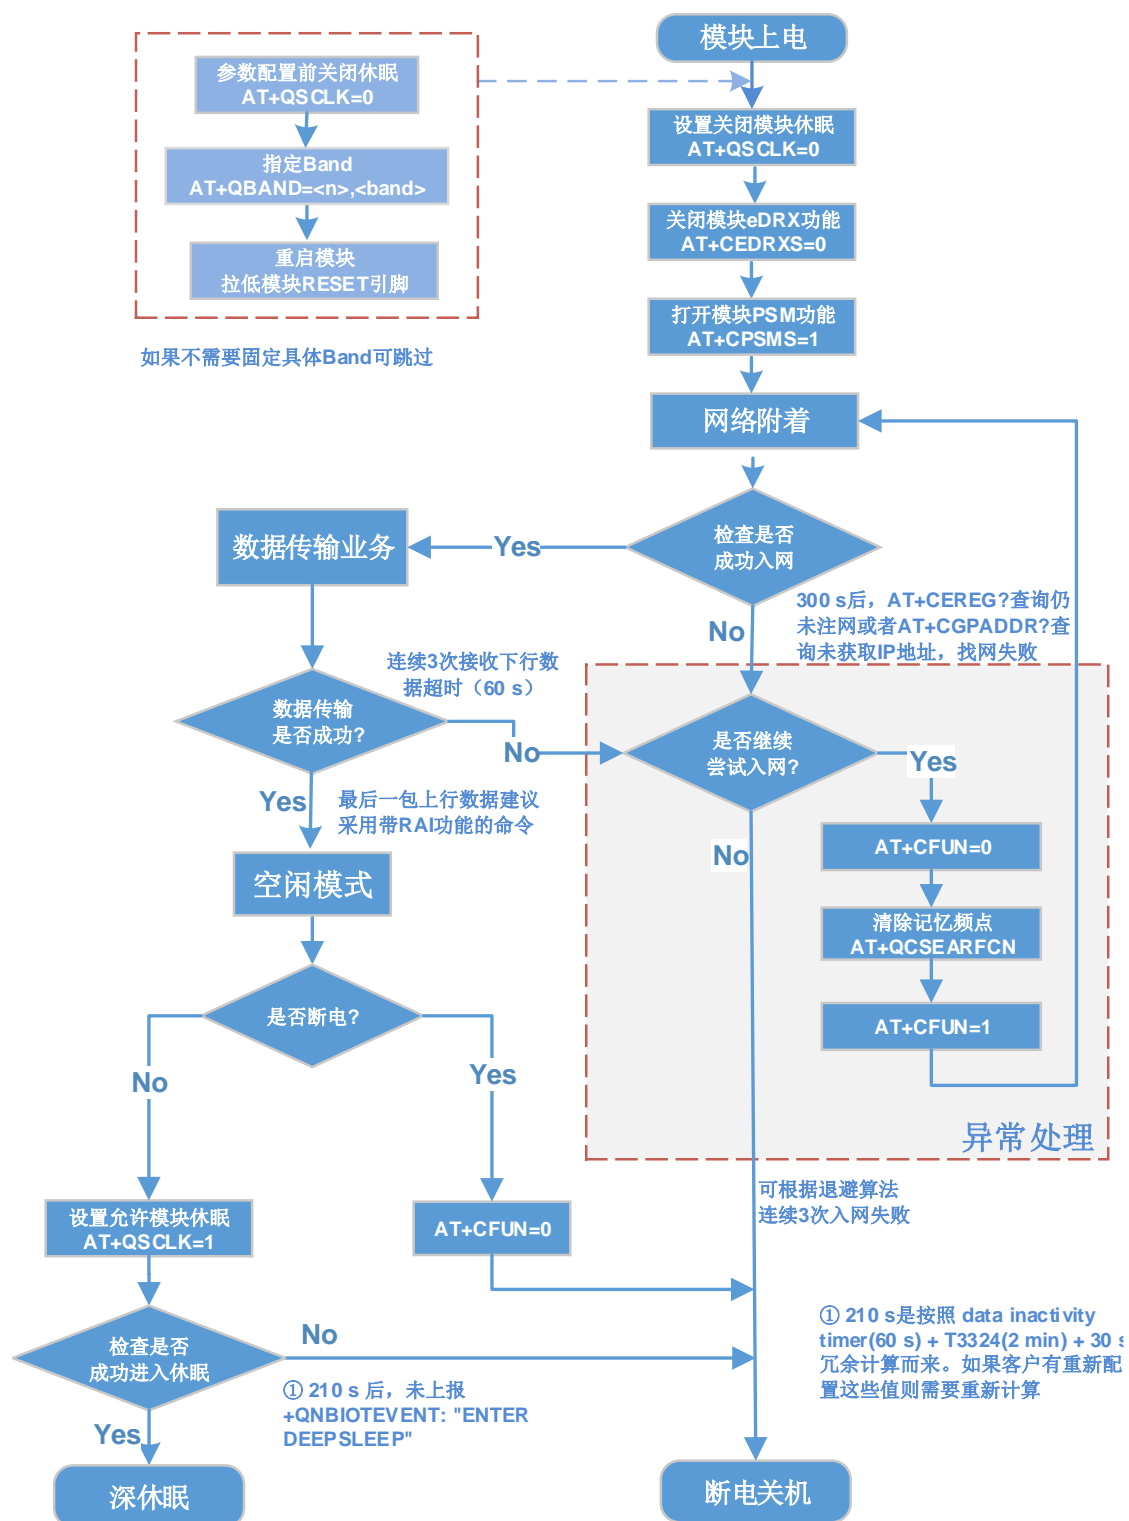 模块上电
参数配置前关闭休眠
AT+QSCLK=0
指定Band
AT+QBAND=<n>,<band>
重启模块
拉低模块RESET引脚
如果不需要固定具体Band可跳过
设置关闭模块休眠
AT+QSCLK=0
关闭模块eDRX功能
AT+CEDRXS=0
打开模块PSM功能
AT+CPSMS=1
网络附着
检查是否
成功入网
Yes
数据传输业务
No
300 s后，AT+CEREG?查询仍
未注网或者AT+CGPADDR?查
询未获取IP地址，找网失败
连续3次接收下行数
据超时（60 s）
数据传输
是否成功?
No
是否继续
尝试入网?
Yes
Yes
最后一包上行数据建议
采用带RAI功能的命令
No
AT+CFUN=0
空闲模式
清除记忆频点
AT+QCSEARFCN
是否断电?
AT+CFUN=1
No
Yes
异常处理
可根据退避算法
连续3次入网失败
设置允许模块休眠
AT+QSCLK=1
AT+CFUN=0
检查是否
成功进入休眠
No
① 210 s 后，未上报
+QNBIOTEVENT: "ENTER
DEEPSLEEP"
① 210 s是按照 data inactivity
timer(60 s) + T3324(2 min) + 30 s
冗余计算而来。如果客户有重新配
置这些值则需要重新计算
Yes
深休眠
断电关机